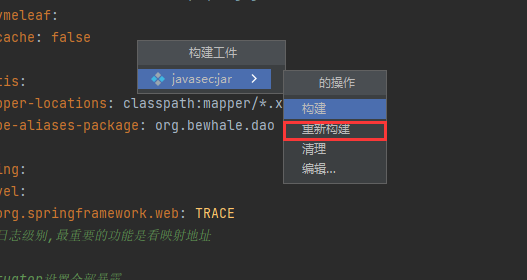 ymeleaf:
cache: false
构建工件
javasec:jar
的操作
构建
重新构建
清理
编辑...
tis:
pper-locations: classpath:mapper/*.x
pe-aliases-package: org.bewhale.dao
ing:
vel:
org.springframework.web: TRACE
日志级别,最重要的功能是看映射地址